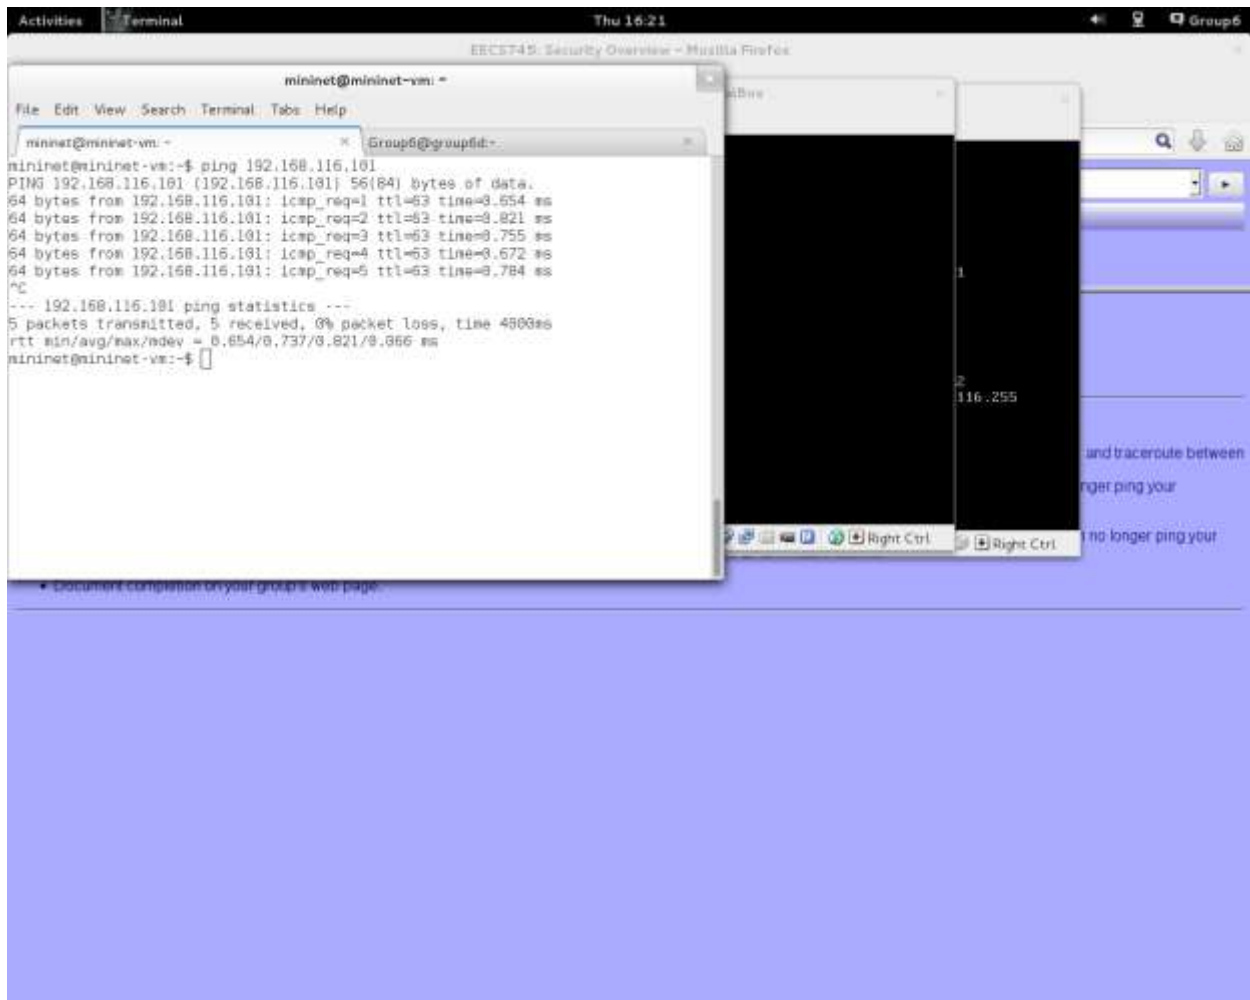 Activities Terminal Thu 16:21 Group6
EECS745: Security Overview - Mozilla Firefox
mininet@mininet-vm: ~
File Edit View Search Terminal Tabs Help
mininet@mininet-vm: ~ × Group6@group6d:~ ×
mininet@mininet-vm:~$ ping 192.168.116.101
PING 192.168.116.101 (192.168.116.101) 56(84) bytes of data.
64 bytes from 192.168.116.101: icmp_req=1 ttl=63 time=0.654 ms
64 bytes from 192.168.116.101: icmp_req=2 ttl=63 time=0.821 ms
64 bytes from 192.168.116.101: icmp_req=3 ttl=63 time=0.755 ms
64 bytes from 192.168.116.101: icmp_req=4 ttl=63 time=0.672 ms
64 bytes from 192.168.116.101: icmp_req=5 ttl=63 time=0.784 ms
^C
--- 192.168.116.101 ping statistics ---
5 packets transmitted, 5 received, 0% packet loss, time 4000ms
rtt min/avg/max/mdev = 0.654/0.737/0.821/0.066 ms
mininet@mininet-vm:~$
1
2
116.255
Right Ctrl
Right Ctrl
and traceroute between
nger ping your
no longer ping your
• Document completion on your group's web page.